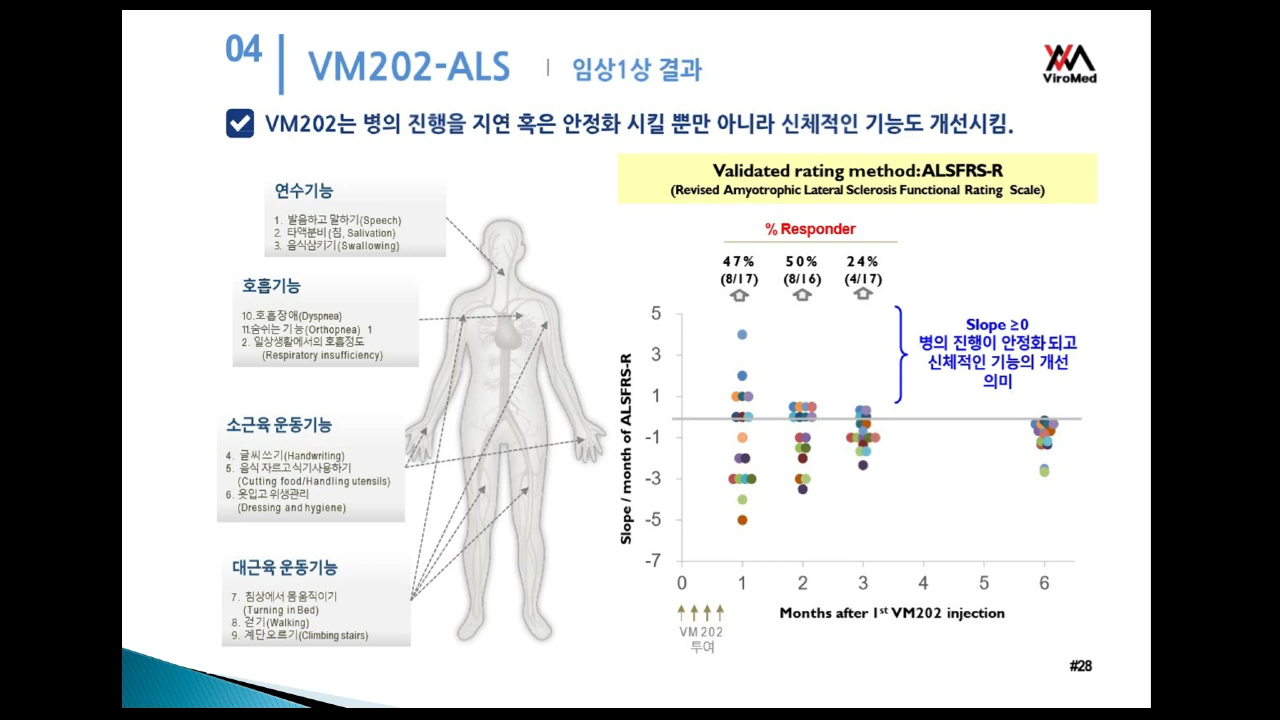 04
VM202-ALS | 임상1상 결과
ViroMed
VM202는 병의 진행을 지연 혹은 안정화 시킬 뿐만 아니라 신체적인 기능도 개선시킴.
연수기능
1. 발음하고 말하기(Speech)
2. 타액분비(침, Salivation)
3. 음식삼키기(Swallowing)
호흡기능
10.호흡장애(Dyspnea)
11.숨쉬는 기능(Orthopnea) 1
2. 일상생활에서의 호흡정도
(Respiratory insufficiency)
소근육 운동기능
4. 글씨쓰기(Handwriting)
5. 음식 자르고식기사용하기
(Cutting food/Handling utensils)
6. 옷입고 위생관리
(Dressing and hygiene)
대근육 운동기능
7. 침상에서 몸움직이기
(Turning in Bed)
8. 걷기(Walking)
9. 계단오르기(Climbing stairs)
Validated rating method:ALSFRS-R
(Revised Amyotrophic Lateral Sclerosis Functional Rating Scale)
% Responder
47% 50% 24%
(8/17) (8/16) (4/17)
Slope ≥0
병의 진행이 안정화되고
신체적인 기능의 개선
의미
Slope / month of ALSFRS-R
5
3
1
-1
-3
-5
-7
0 1 2 3 4 5 6
Months after 1st VM202 injection
VM202
투여
#28